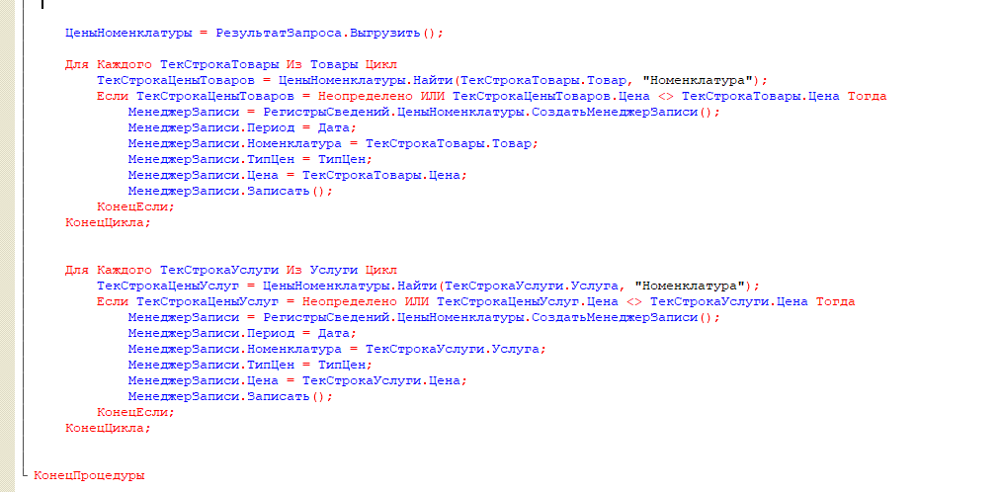 ЦеныНоменклатуры = РезультатЗапроса.Выгрузить();
Для Каждого ТекСтрокаТовары Из Товары Цикл
ТекСтрокаЦеныТоваров = ЦеныНоменклатуры.Найти(ТекСтрокаТовары.Товар, "Номенклатура");
Если ТекСтрокаЦеныТоваров = Неопределено ИЛИ ТекСтрокаЦеныТоваров.Цена <> ТекСтрокаТовары.Цена Тогда
МенеджерЗаписи = РегистрыСведений.ЦеныНоменклатуры.СоздатьМенеджерЗаписи();
МенеджерЗаписи.Период = Дата;
МенеджерЗаписи.Номенклатура = ТекСтрокаТовары.Товар;
МенеджерЗаписи.ТипЦен = ТипЦен;
МенеджерЗаписи.Цена = ТекСтрокаТовары.Цена;
МенеджерЗаписи.Записать();
КонецЕсли;
КонецЦикла;
Для Каждого ТекСтрокаУслуги Из Услуги Цикл
ТекСтрокаЦеныУслуг = ЦеныНоменклатуры.Найти(ТекСтрокаУслуги.Услуга, "Номенклатура");
Если ТекСтрокаЦеныУслуг = Неопределено ИЛИ ТекСтрокаЦеныУслуг.Цена <> ТекСтрокаУслуги.Цена Тогда
МенеджерЗаписи = РегистрыСведений.ЦеныНоменклатуры.СоздатьМенеджерЗаписи();
МенеджерЗаписи.Период = Дата;
МенеджерЗаписи.Номенклатура = ТекСтрокаУслуги.Услуга;
МенеджерЗаписи.ТипЦен = ТипЦен;
МенеджерЗаписи.Цена = ТекСтрокаУслуги.Цена;
МенеджерЗаписи.Записать();
КонецЕсли;
КонецЦикла;
КонецПроцедуры